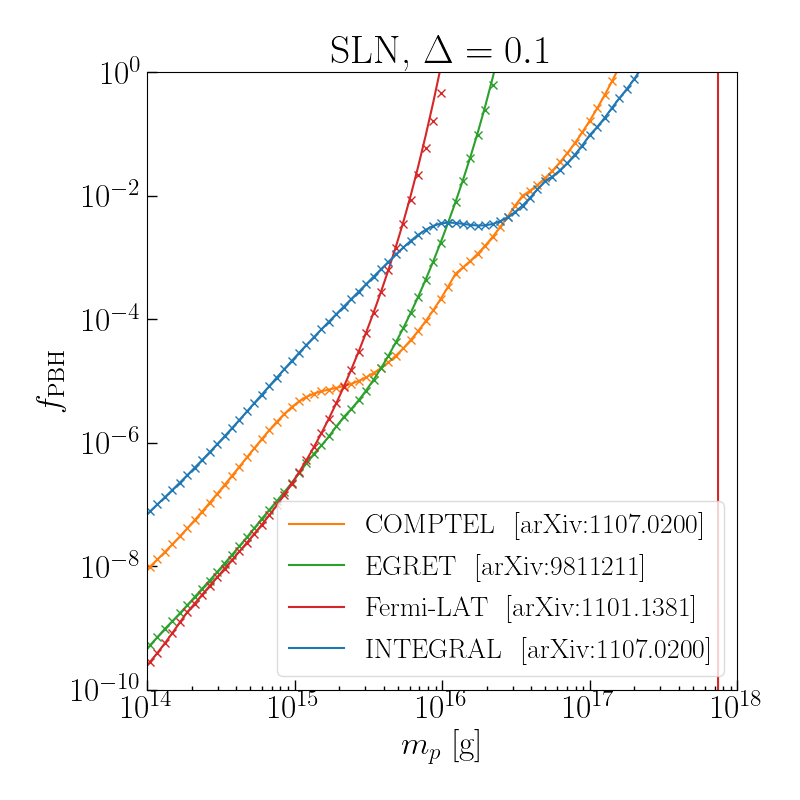 SLN, Δ = 0.1
10^0
10^−2
10^−4
10^−6
10^−8
10^−10
f_PBH
COMPTEL [arXiv:1107.0200]
EGRET [arXiv:9811211]
Fermi-LAT [arXiv:1101.1381]
INTEGRAL [arXiv:1107.0200]
10^14 10^15 10^16 10^17 10^18
m_p [g]